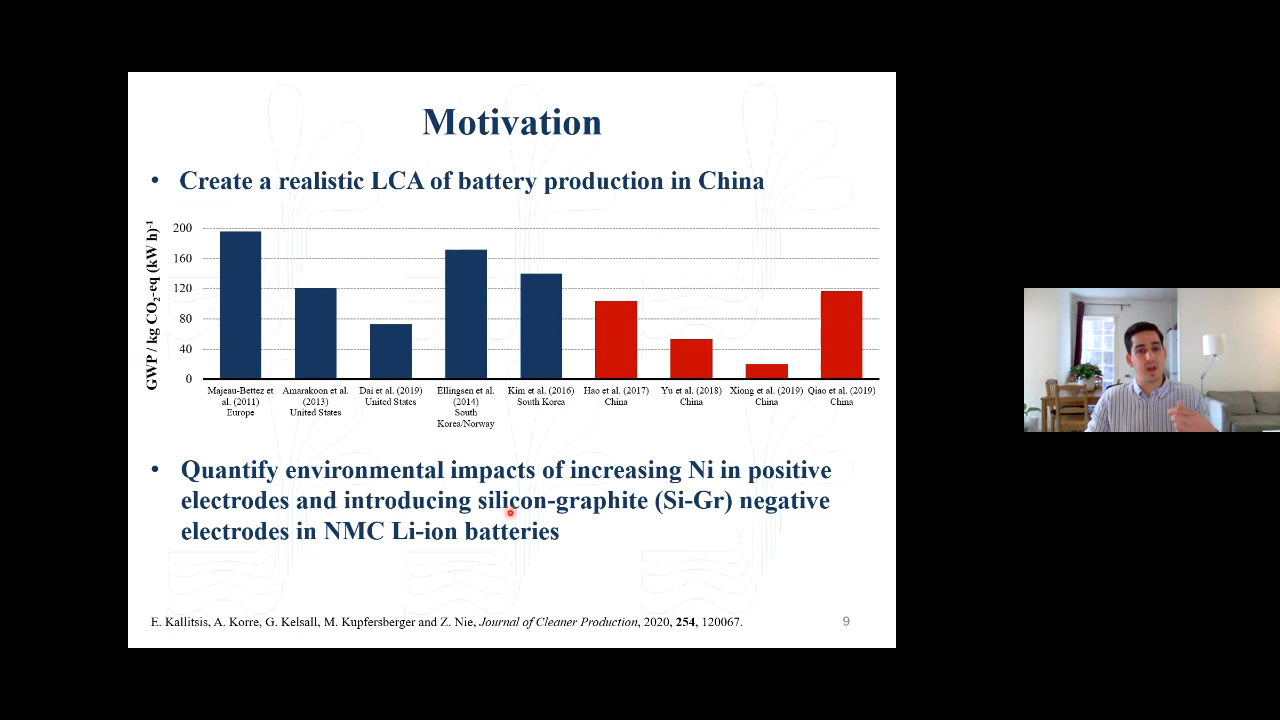 Motivation
• Create a realistic LCA of battery production in China
GWP / kg CO₂-eq (kW h)⁻¹
200
160
120
80
40
0
Majeau-Bettez et al. (2011) Europe
Amarakoon et al. (2013) United States
Dai et al. (2019) United States
Ellingsen et al. (2014) South Korea/Norway
Kim et al. (2016) South Korea
Hao et al. (2017) China
Yu et al. (2018) China
Xiong et al. (2019) China
Qiao et al. (2019) China
• Quantify environmental impacts of increasing Ni in positive
electrodes and introducing silicon-graphite (Si-Gr) negative
electrodes in NMC Li-ion batteries
E. Kallitsis, A. Korre, G. Kelsall, M. Kupfersberger and Z. Nie, Journal of Cleaner Production, 2020, 254, 120067.
9